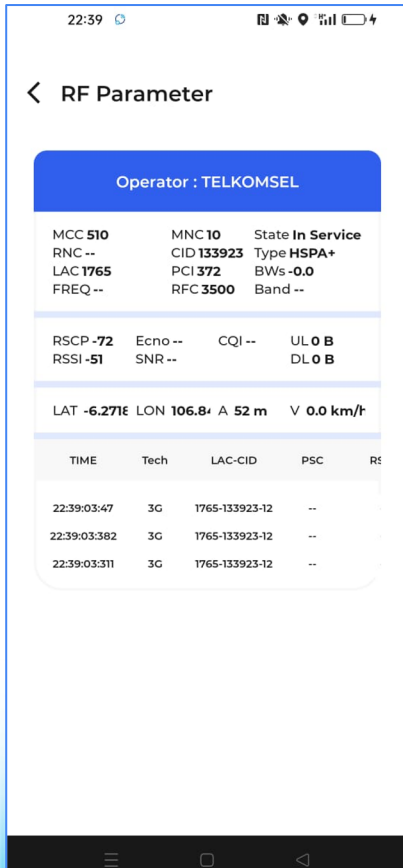 22:39
RF Parameter
Operator : TELKOMSEL
MCC 510 MNC 10 State In Service
RNC -- CID 133923 Type HSPA+
LAC 1765 PCI 372 BWs -0.0
FREQ -- RFC 3500 Band --
RSCP -72 Ecno -- CQI -- UL 0 B
RSSI -51 SNR -- DL 0 B
LAT -6.2718 LON 106.84 A 52 m V 0.0 km/h
TIME Tech LAC-CID PSC RS
22:39:03:47 3G 1765-133923-12 --
22:39:03:382 3G 1765-133923-12 --
22:39:03:311 3G 1765-133923-12 --